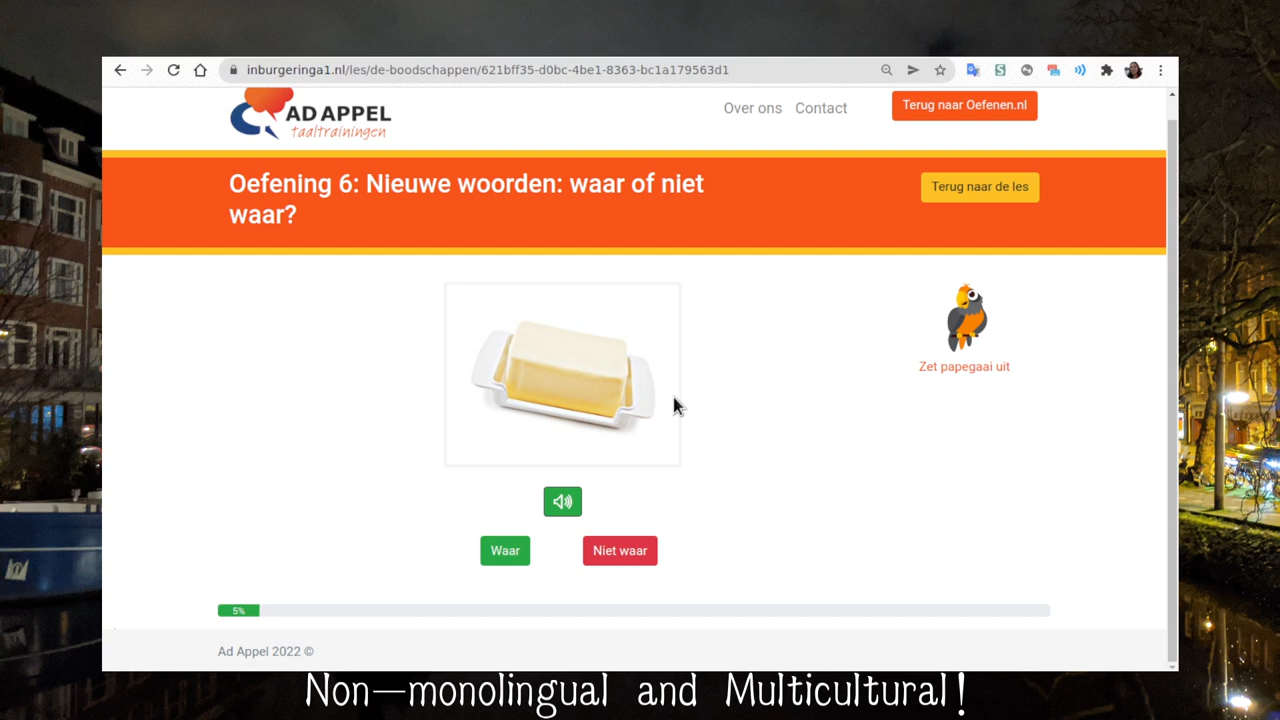 inburgeringa1.nl/les/de-boodschappen/621bff35-d0bc-4be1-8363-bc1a179563d1
AD APPEL
taaltrainingen
Over ons Contact
Terug naar Oefenen.nl
Oefening 6: Nieuwe woorden: waar of niet
waar?
Terug naar de les
Zet papegaai uit
Waar
Niet waar
5%
Ad Appel 2022 ©
Non—monolingual and Multicultural!